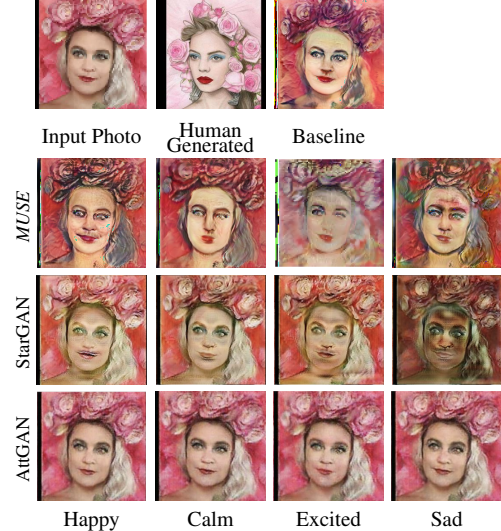 Input Photo
Human
Generated
Baseline
MUSE
StarGAN
AttGAN
Happy
Calm
Excited
Sad